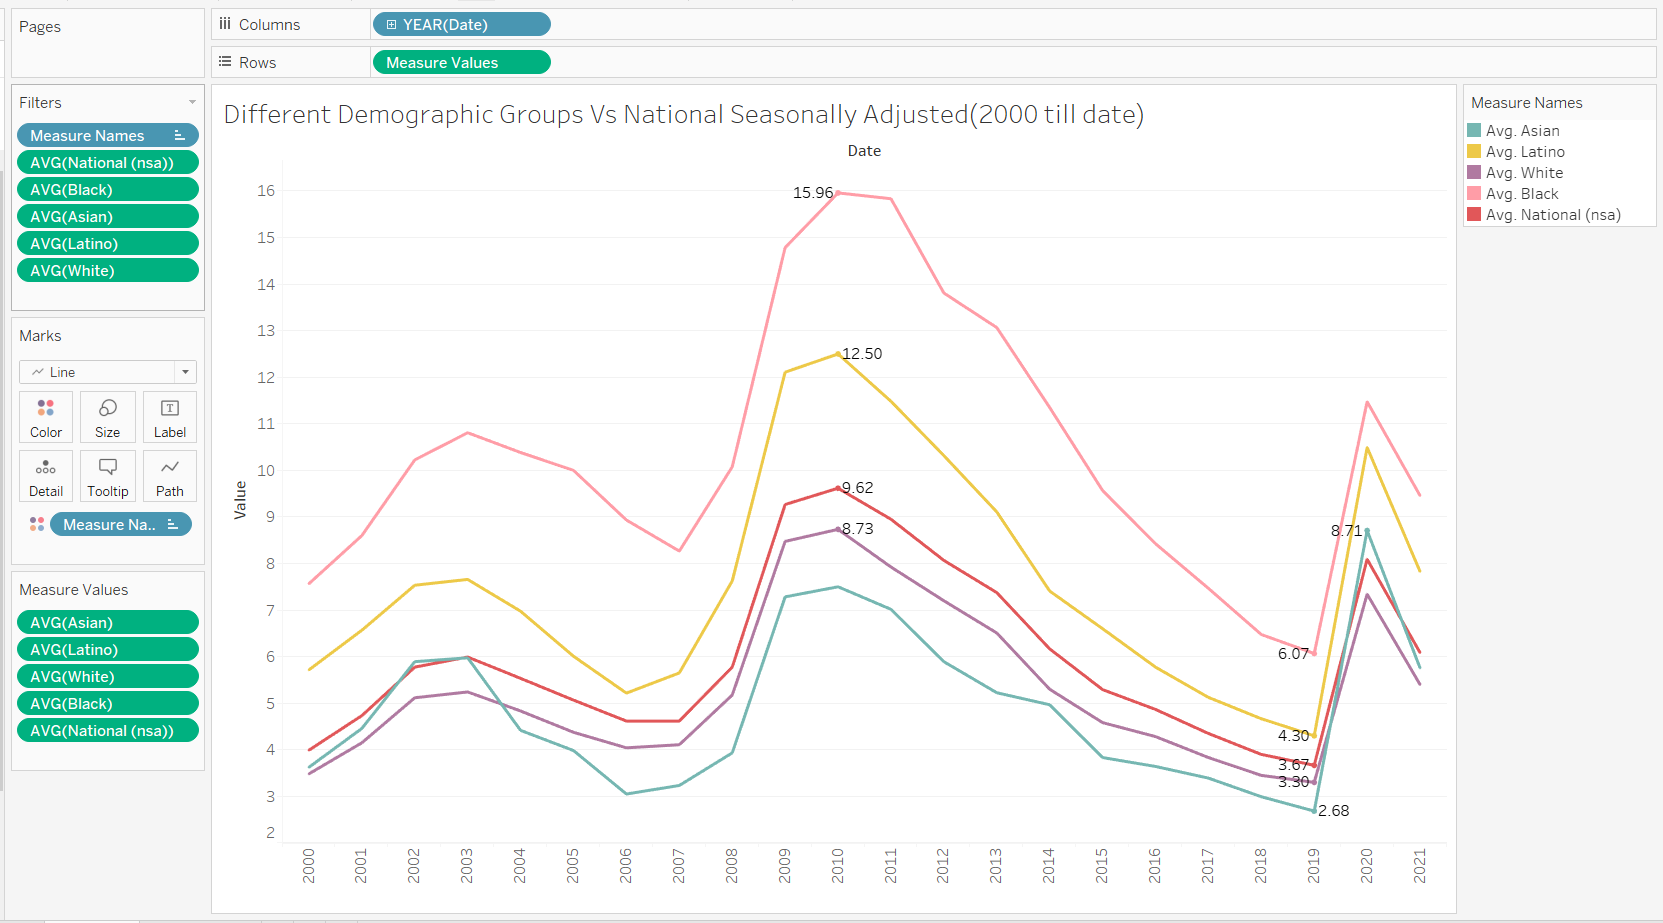 Pages
Columns
YEAR(Date)
Rows
Measure Values
Filters
Measure Names
AVG(National (nsa))
AVG(Black)
AVG(Asian)
AVG(Latino)
AVG(White)
Marks
Line
Color
Size
Label
Detail
Tooltip
Path
Measure Na..
Measure Values
AVG(Asian)
AVG(Latino)
AVG(White)
AVG(Black)
AVG(National (nsa))
Different Demographic Groups Vs National Seasonally Adjusted(2000 till date)
Date
Value
16
15
14
13
12
11
10
9
8
7
6
5
4
3
2
15.96
12.50
9.62
8.73
8.71
6.07
4.30
3.67
3.30
2.68
2000
2001
2002
2003
2004
2005
2006
2007
2008
2009
2010
2011
2012
2013
2014
2015
2016
2017
2018
2019
2020
2021
Measure Names
Avg. Asian
Avg. Latino
Avg. White
Avg. Black
Avg. National (nsa)